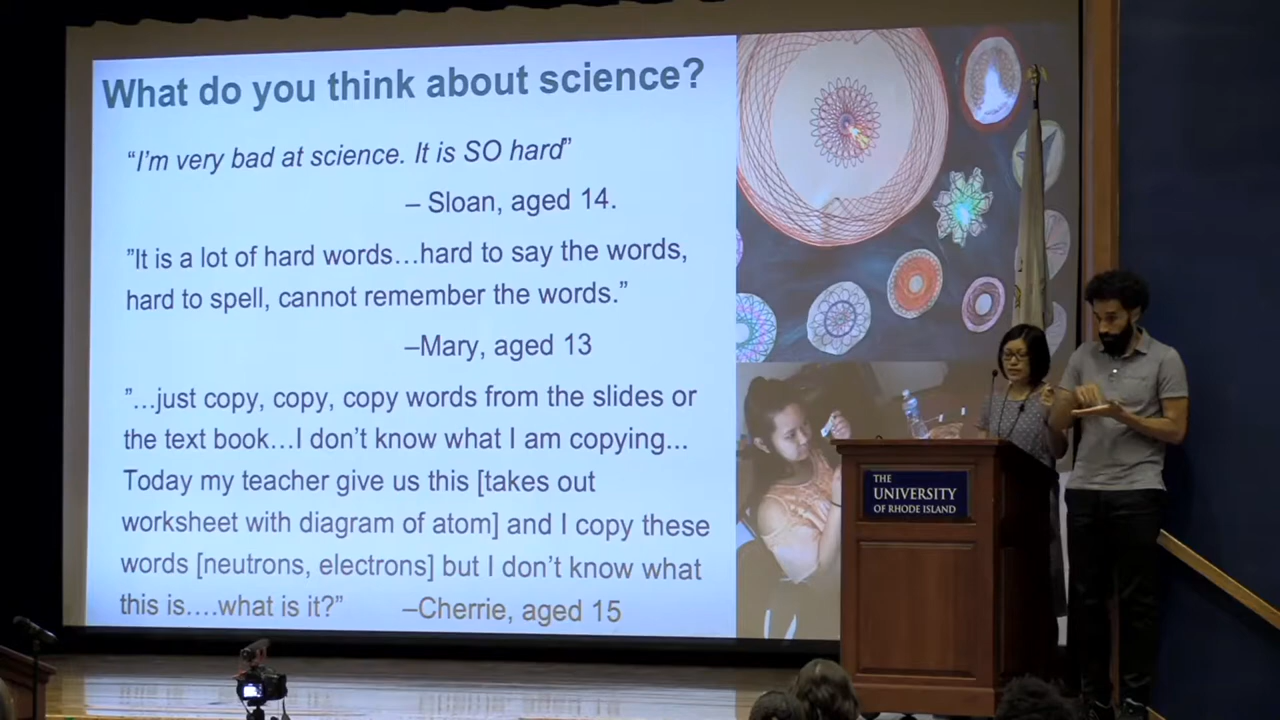 What do you think about science?
“I’m very bad at science. It is SO hard”
– Sloan, aged 14.
”It is a lot of hard words…hard to say the words,
hard to spell, cannot remember the words.”
–Mary, aged 13
”…just copy, copy, copy words from the slides or
the text book…I don’t know what I am copying...
Today my teacher give us this [takes out
worksheet with diagram of atom] and I copy these
words [neutrons, electrons] but I don’t know what
this is….what is it?” –Cherrie, aged 15
THE
UNIVERSITY
OF RHODE ISLAND